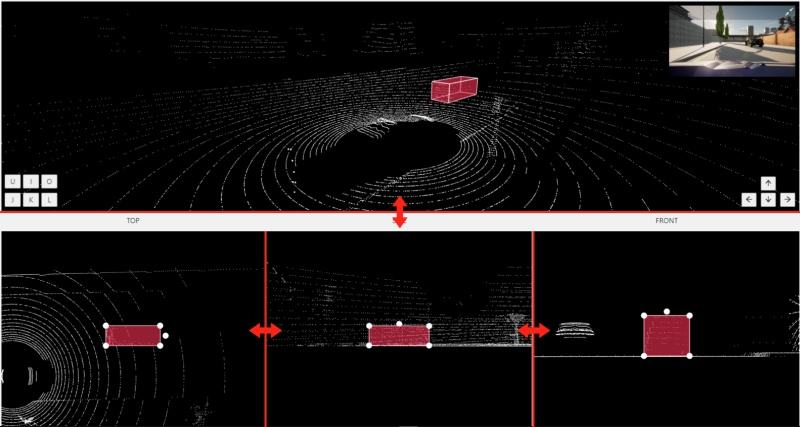 U I O
J K L
↑
← ↓ →
TOP
FRONT